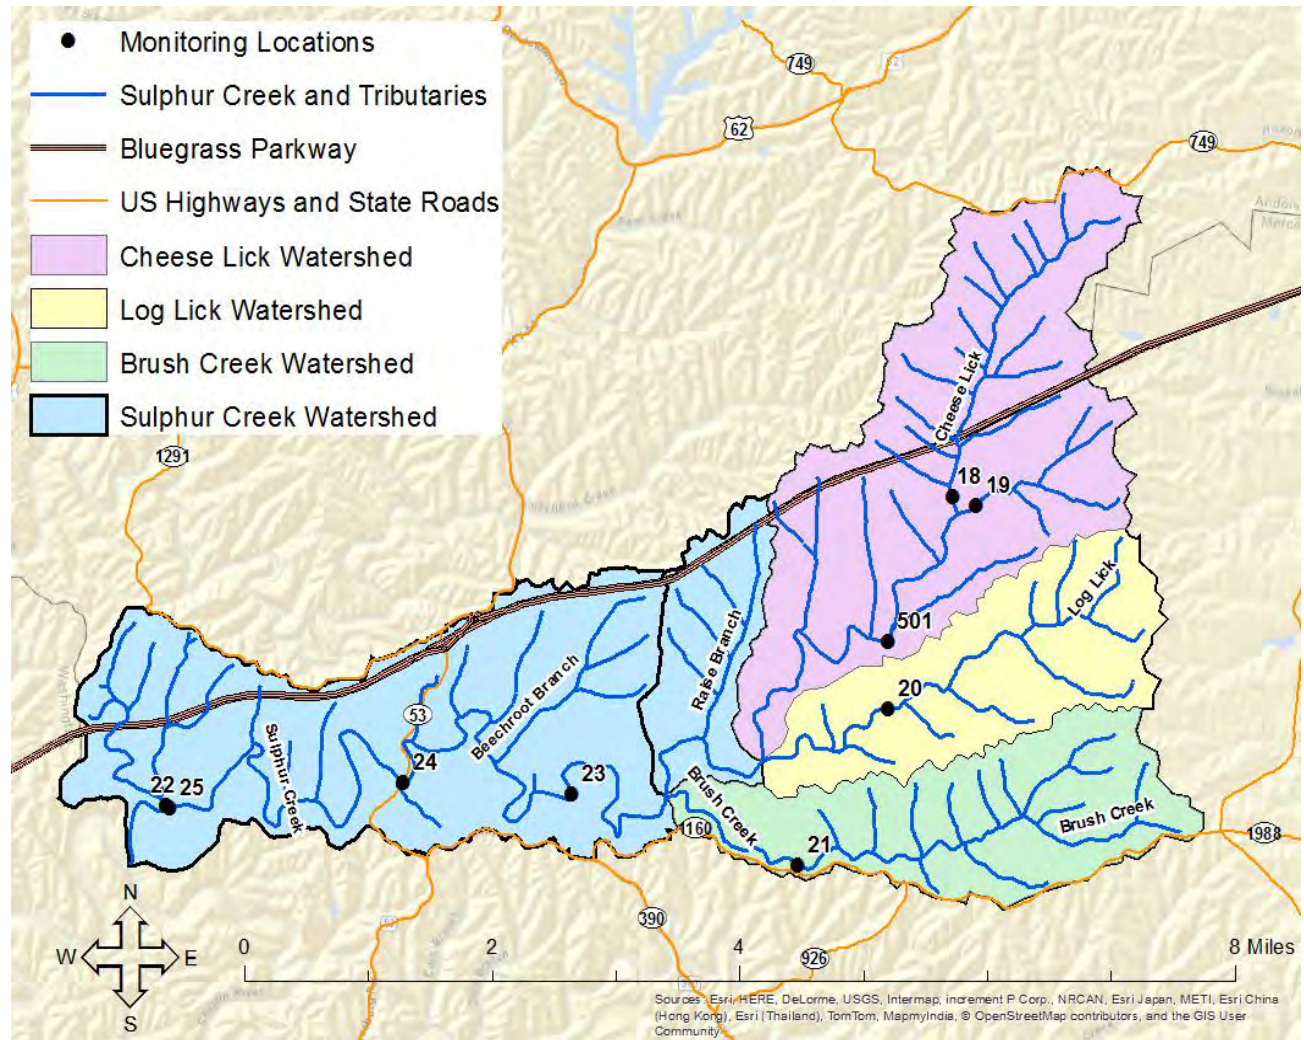 Monitoring Locations
Sulphur Creek and Tributaries
Bluegrass Parkway
US Highways and State Roads
Cheese Lick Watershed
Log Lick Watershed
Brush Creek Watershed
Sulphur Creek Watershed
749
62
62
749
1291
Cheese Lick
18
19
Log Lick
501
20
Raise Branch
Beechroot Branch
53
24
23
22
25
Sulphur Creek
Brush Creek
1160
21
Brush Creek
1988
390
926
N
W
E
S
0
2
4
8 Miles
Sources: Esri, HERE, DeLorme, USGS, Intermap, increment P Corp., NRCAN, Esri Japan, METI, Esri China
(Hong Kong), Esri (Thailand), TomTom, MapmyIndia, © OpenStreetMap contributors, and the GIS User
Community